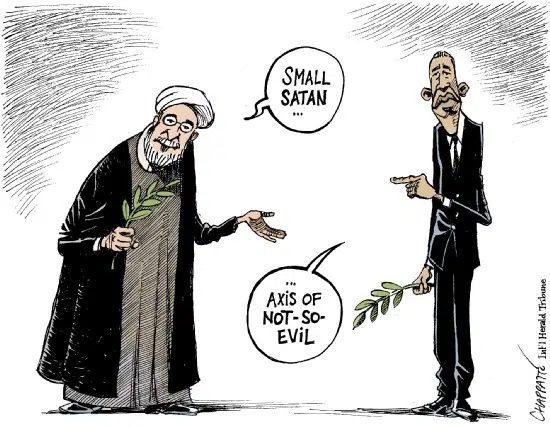 SMALL
SATAN
...
...
AXIS OF
NOT-SO-
EVIL
CHAPPATTE Int'l Herald Tribune